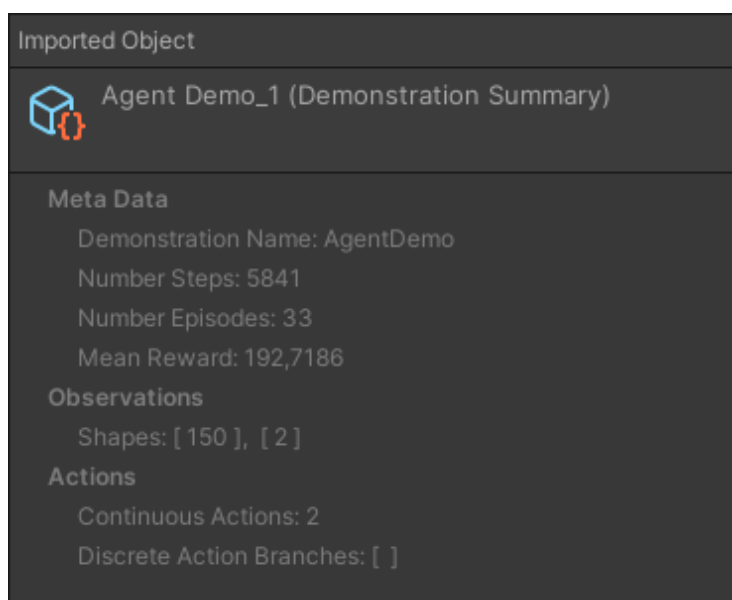 Imported Object
Agent Demo_1 (Demonstration Summary)
Meta Data
Demonstration Name: AgentDemo
Number Steps: 5841
Number Episodes: 33
Mean Reward: 192,7186
Observations
Shapes: [ 150 ], [ 2 ]
Actions
Continuous Actions: 2
Discrete Action Branches: [ ]